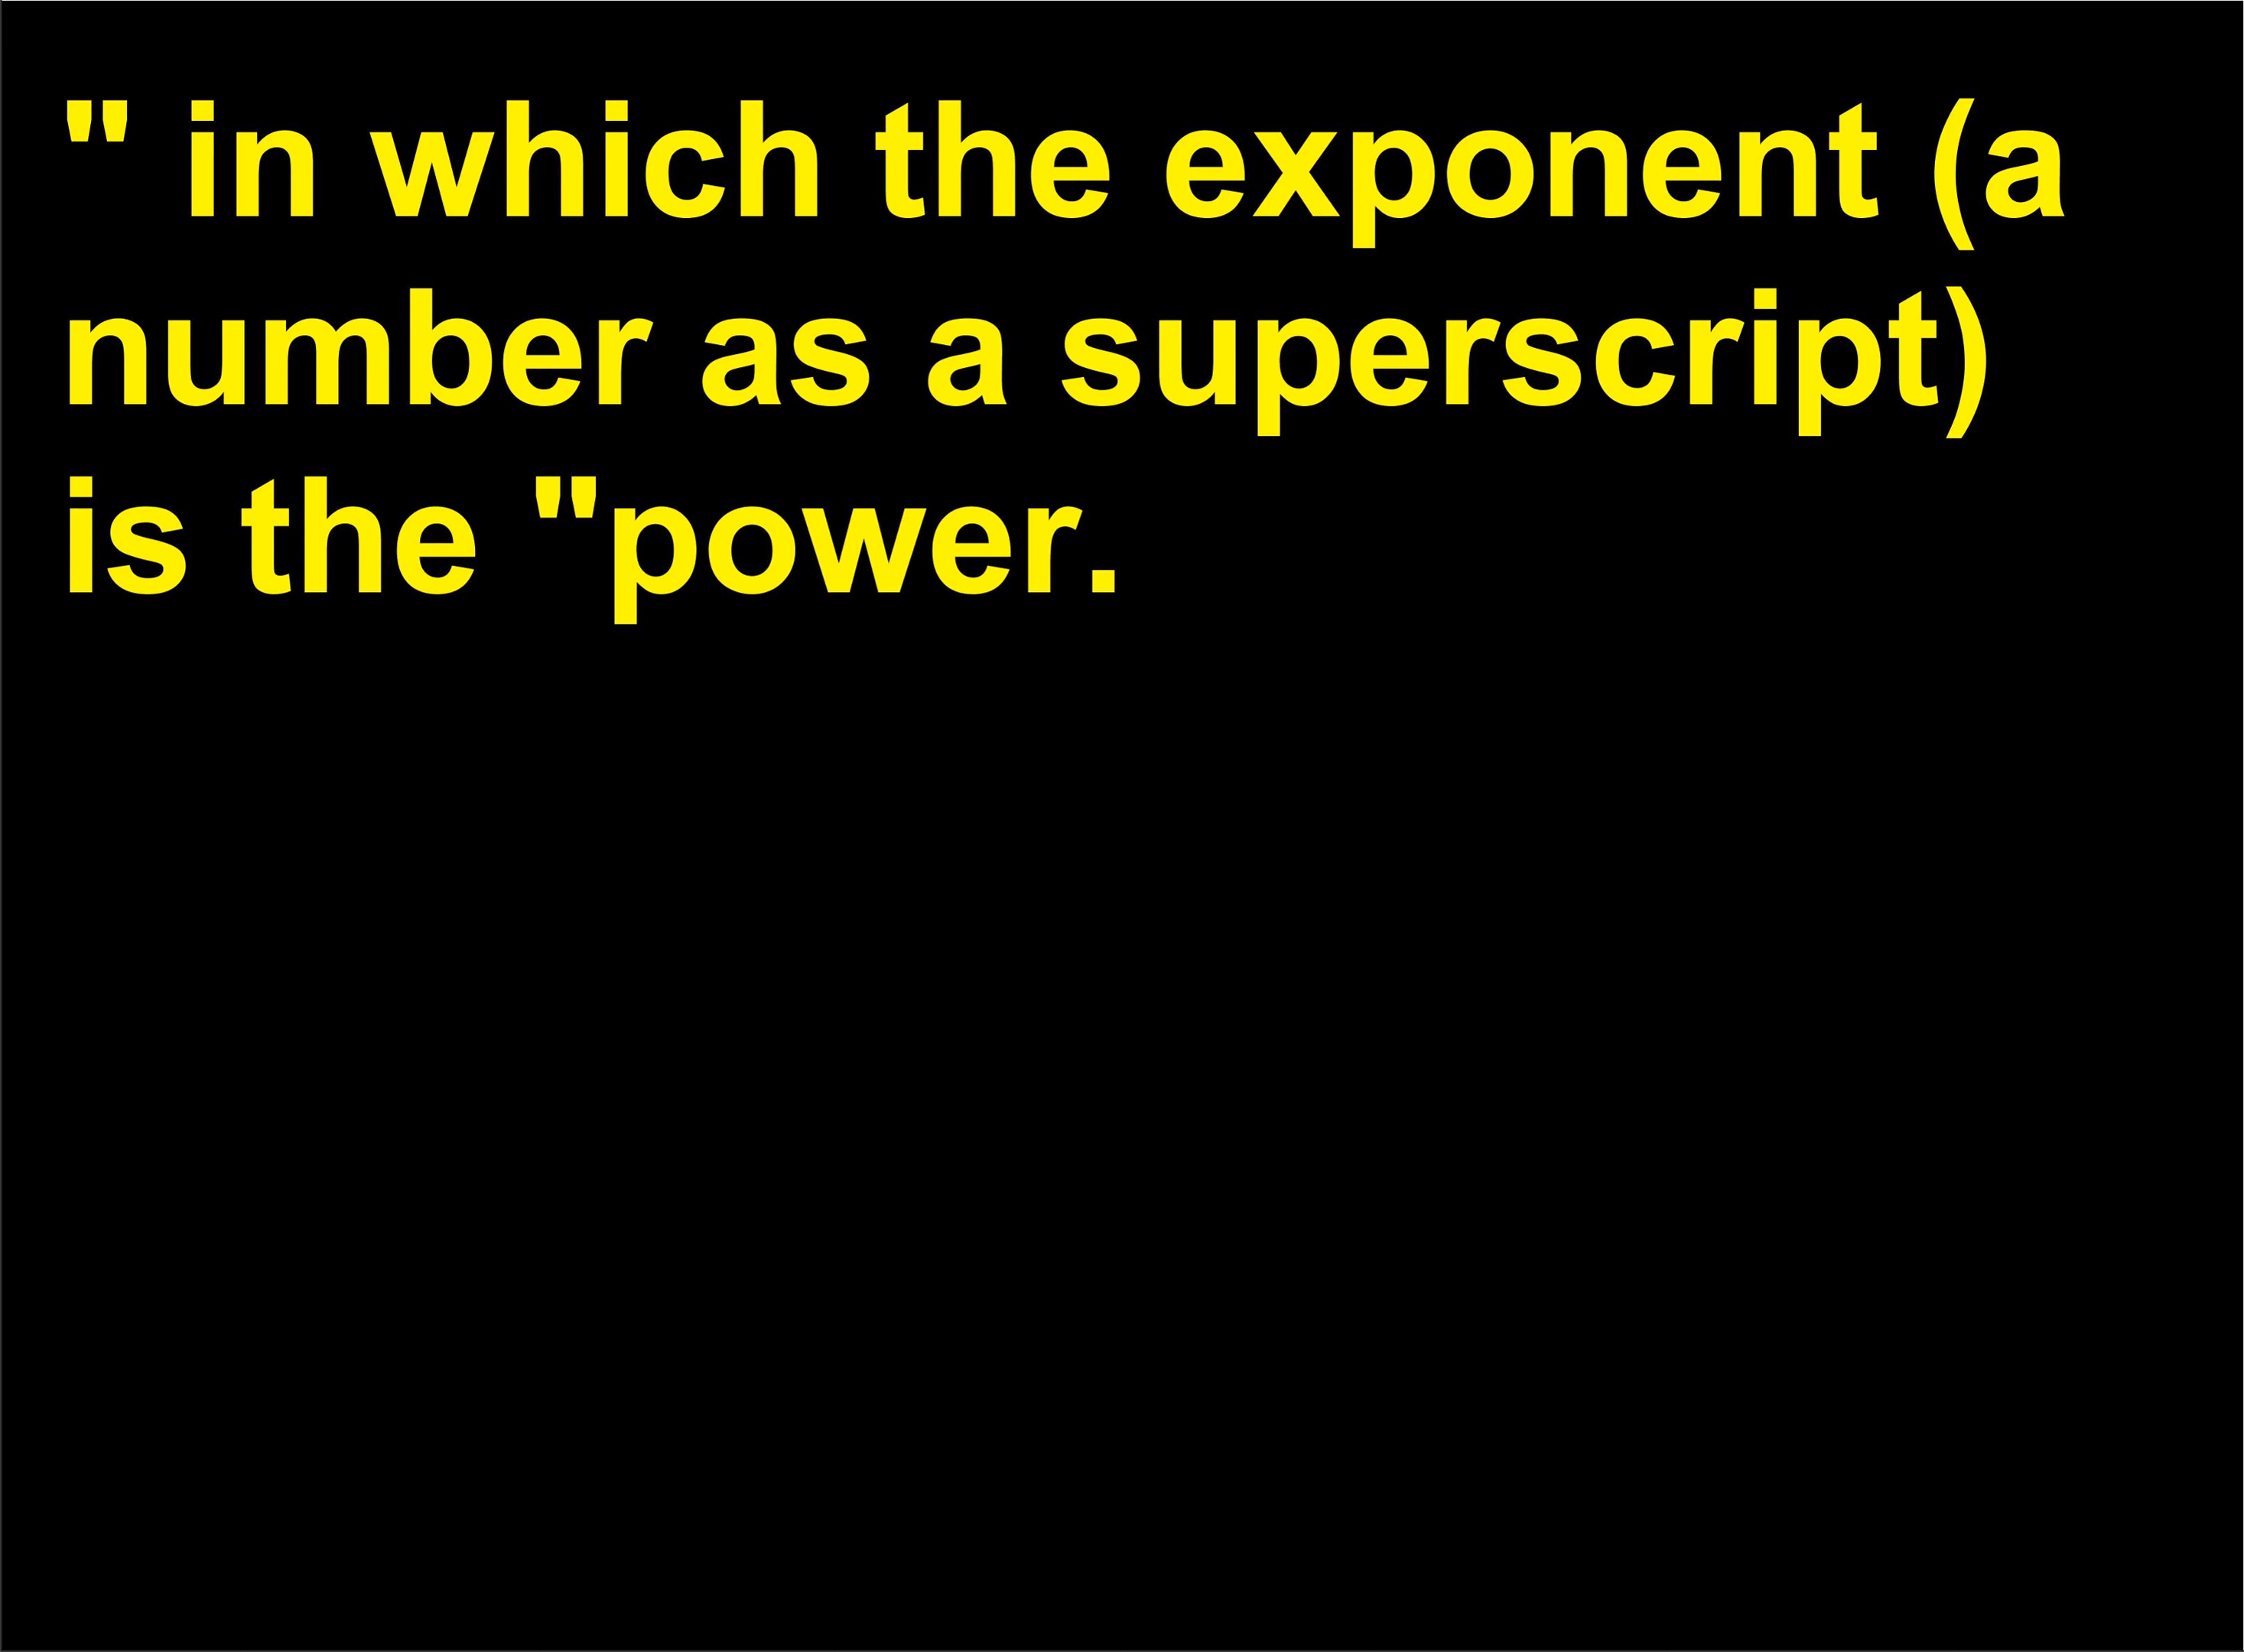 " in which the exponent (a
number as a superscript)
is the "power.